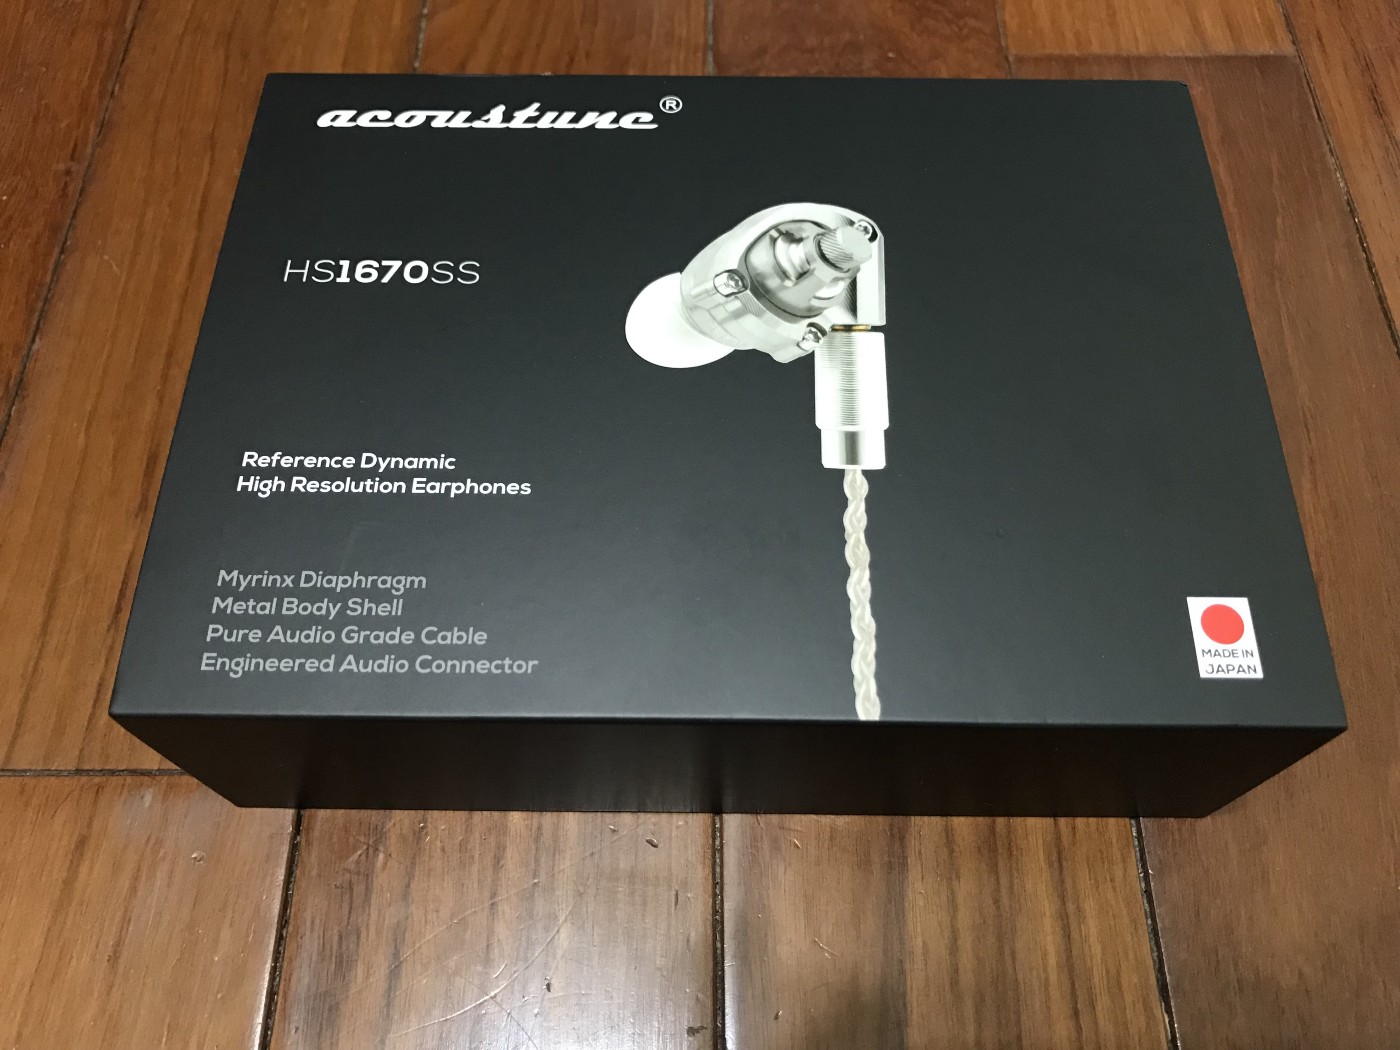 acoustune®
HS1670SS
Reference Dynamic
High Resolution Earphones
Myrinx Diaphragm
Metal Body Shell
Pure Audio Grade Cable
Engineered Audio Connector
MADE IN
JAPAN